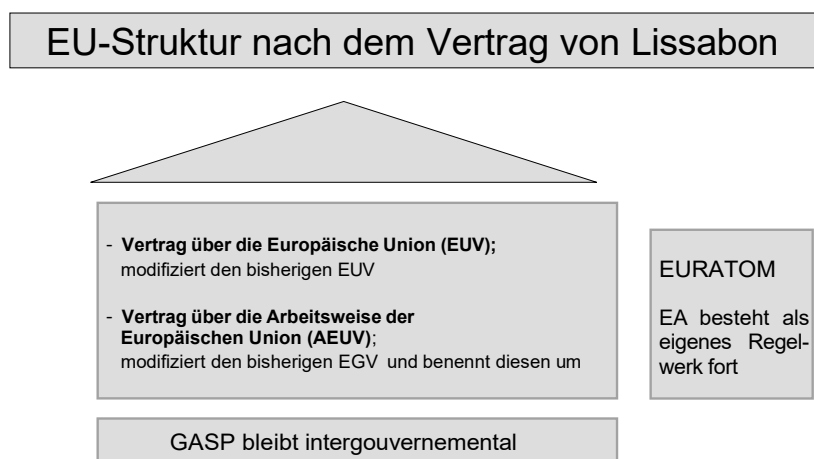 EU-Struktur nach dem Vertrag von Lissabon
- Vertrag über die Europäische Union (EUV);
modifiziert den bisherigen EUV
- Vertrag über die Arbeitsweise der
Europäischen Union (AEUV);
modifiziert den bisherigen EGV und benennt diesen um
EURATOM
EA besteht als
eigenes Regel-
werk fort
GASP bleibt intergouvernemental